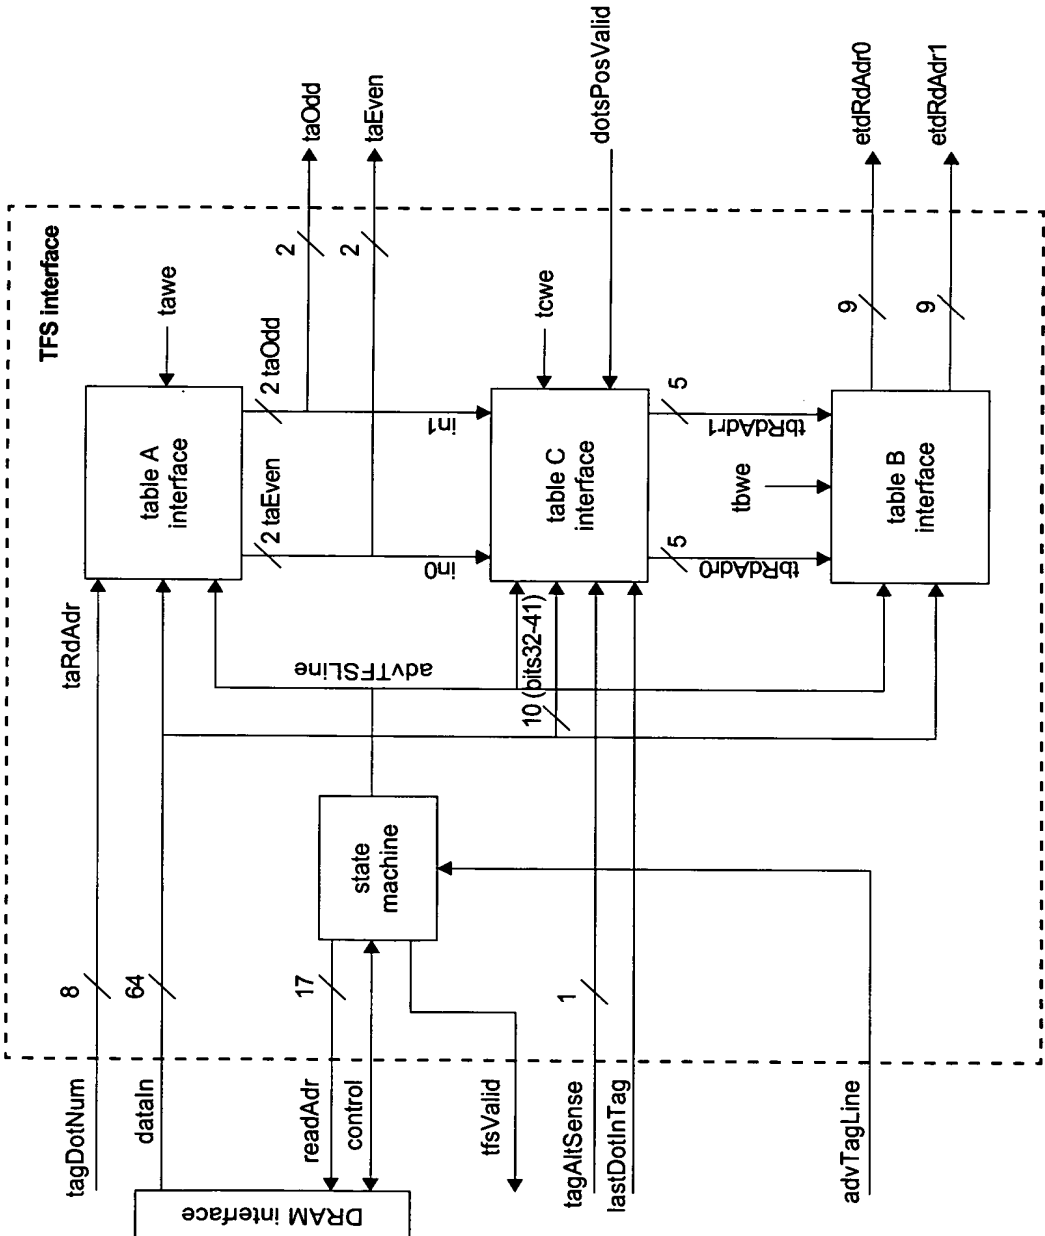 TFS interface
taOdd
taEven
dotsPosValid
etdRdAdr0
etdRdAdr1
2
2
9
9
tawe
tcwe
tbwe
table A
interface
table C
interface
table B
interface
2 taOdd
2 taEven
in1
in0
5
tbRdAdr1
5
tbRdAdr0
taRdAdr
advTFSLine
10 (bits32-41)
state
machine
8
64
17
1
tagDotNum
dataIn
readAdr
control
tfsValid
tagAltSense
lastDotInTag
advTagLine
DRAM interface